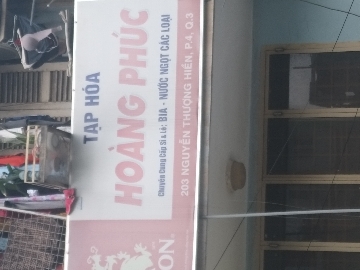 TẠP HÓA
HOÀNG PHÚC
Chuyên Cung Cấp Sỉ & Lẻ: BIA - NƯỚC NGỌT CÁC LOẠI
203 NGUYỄN THƯỢNG HIỀN, P.4, Q.3